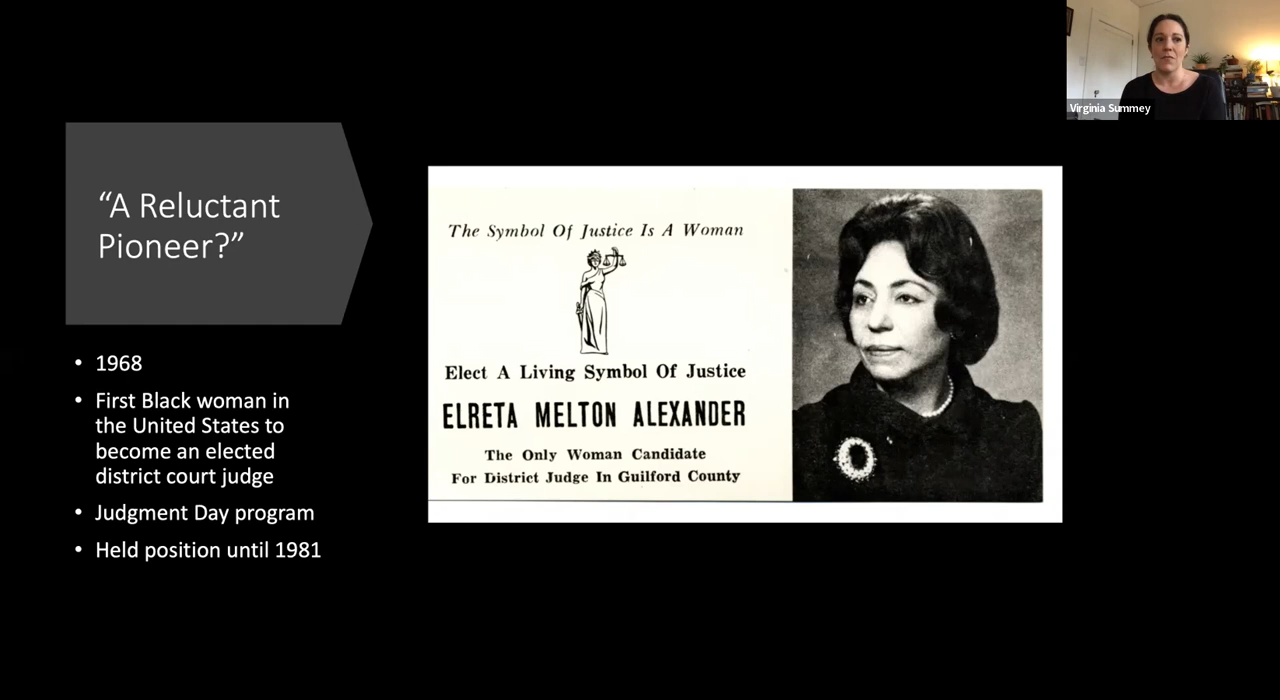 “A Reluctant
Pioneer?”
• 1968
• First Black woman in
the United States to
become an elected
district court judge
• Judgment Day program
• Held position until 1981
The Symbol Of Justice Is A Woman
Elect A Living Symbol Of Justice
ELRETA MELTON ALEXANDER
The Only Woman Candidate
For District Judge In Guilford County
Virginia Summey